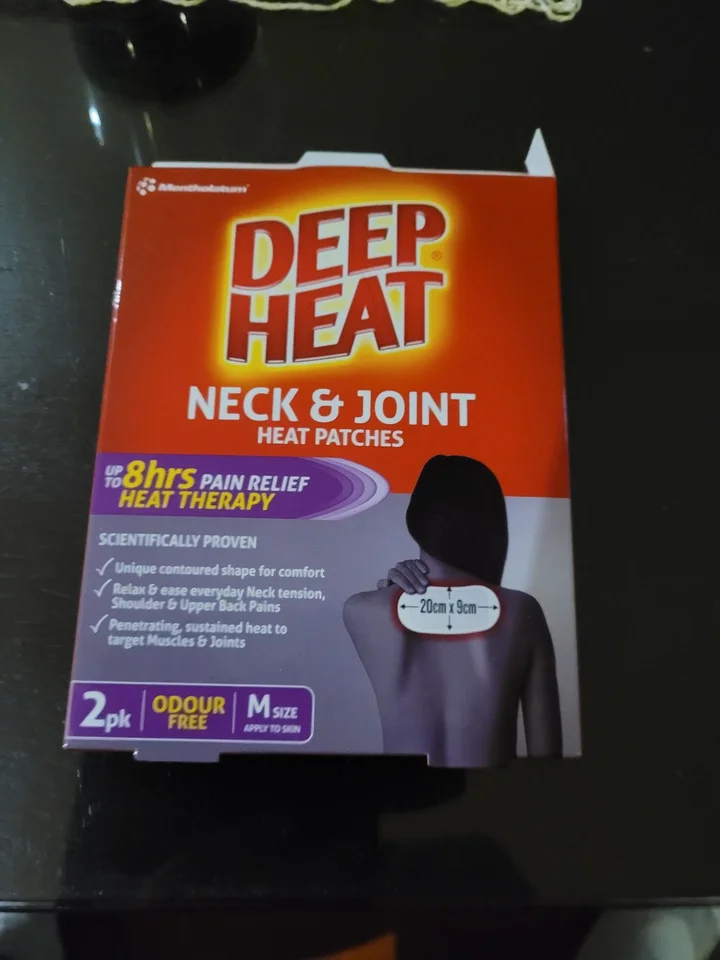 Mentholatum
DEEP
HEAT®
NECK & JOINT
HEAT PATCHES
UP TO 8hrs PAIN RELIEF
HEAT THERAPY
SCIENTIFICALLY PROVEN
✓ Unique contoured shape for comfort
✓ Relax & ease everyday Neck tension,
Shoulder & Upper Back Pains
✓ Penetrating, sustained heat to
target Muscles & Joints
20cm x 9cm
2pk
ODOUR
FREE
M SIZE
APPLY TO SKIN